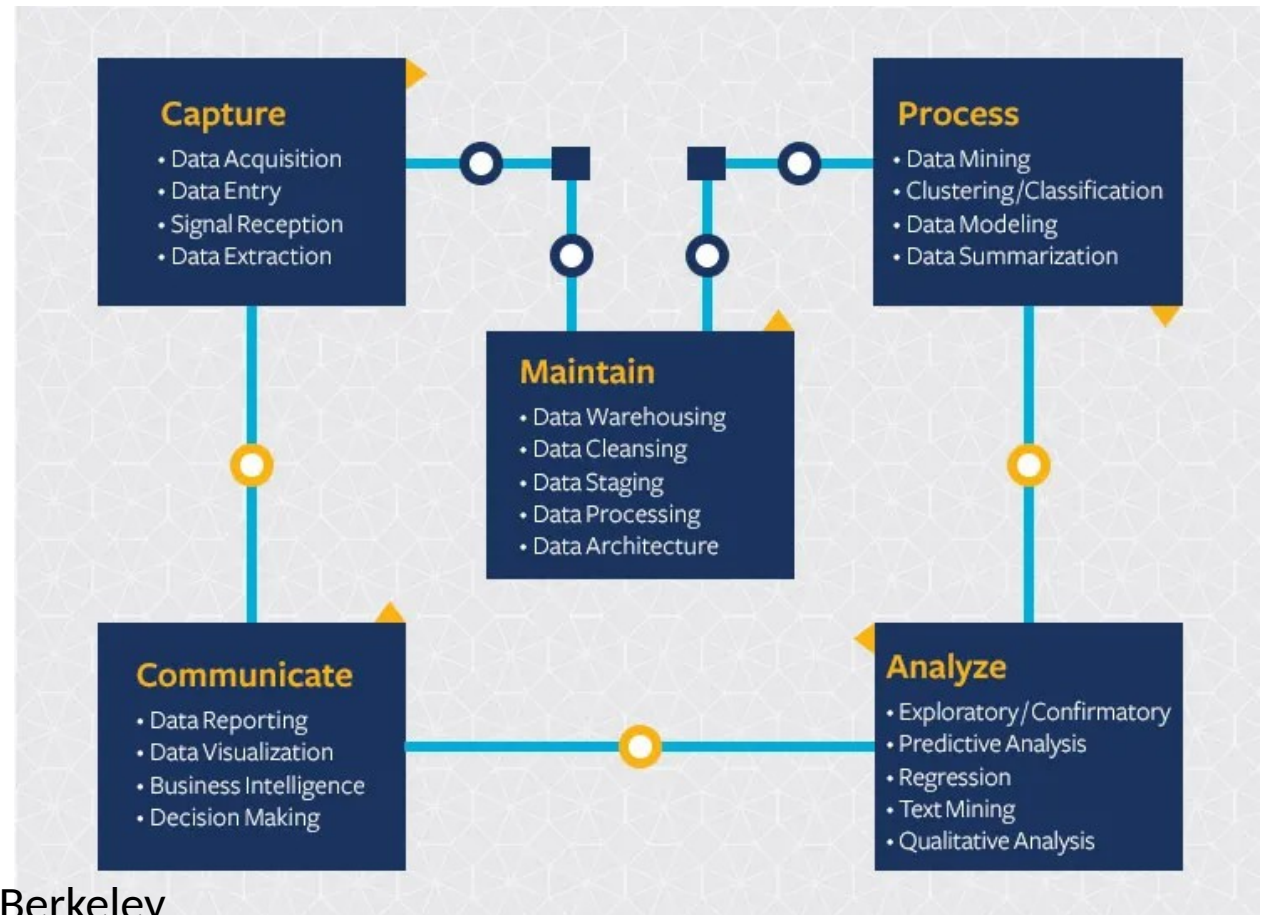 Capture
• Data Acquisition
• Data Entry
• Signal Reception
• Data Extraction
Process
• Data Mining
• Clustering/Classification
• Data Modeling
• Data Summarization
Maintain
• Data Warehousing
• Data Cleansing
• Data Staging
• Data Processing
• Data Architecture
Communicate
• Data Reporting
• Data Visualization
• Business Intelligence
• Decision Making
Analyze
• Exploratory/Confirmatory
• Predictive Analysis
• Regression
• Text Mining
• Qualitative Analysis
Berkeley